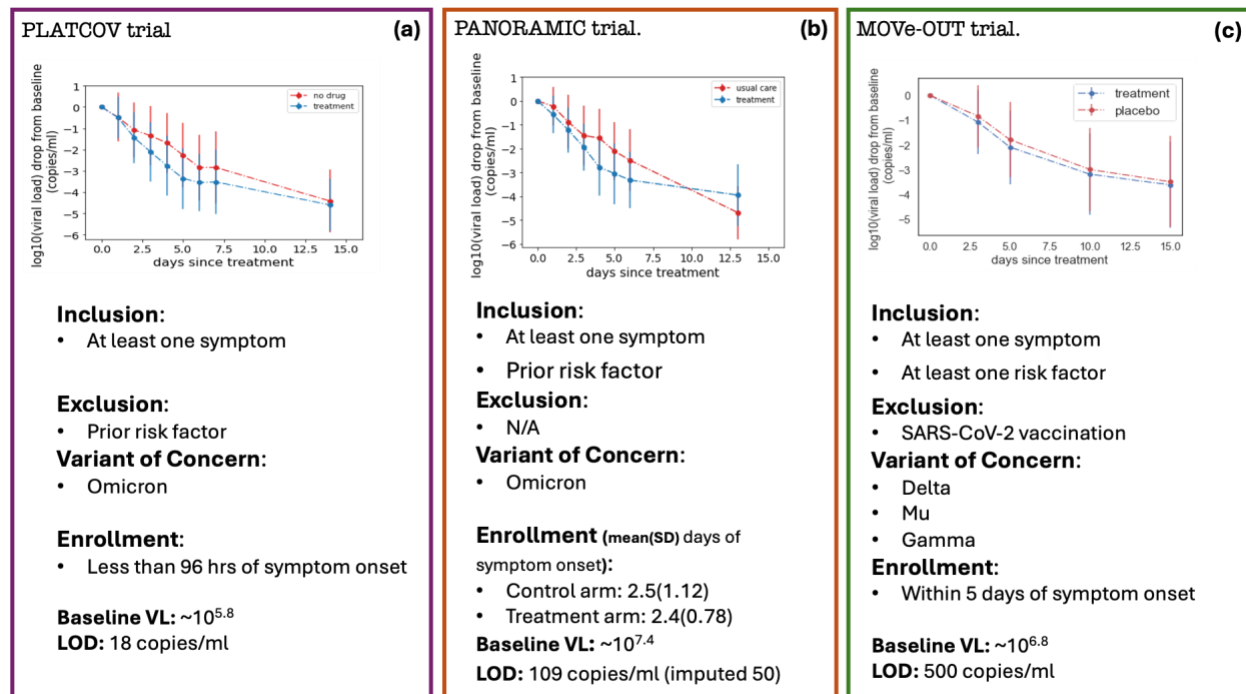 PLATCOV trial
(a)
log10(viral load) drop from baseline
(copies/ml)
1
0
−1
−2
−3
−4
−5
−6
no drug
treatment
0.0 2.5 5.0 7.5 10.0 12.5 15.0
days since treatment
Inclusion:
• At least one symptom
Exclusion:
• Prior risk factor
Variant of Concern:
• Omicron
Enrollment:
• Less than 96 hrs of symptom onset
Baseline VL: ~10^5.8
LOD: 18 copies/ml
PANORAMIC trial.
(b)
log10(viral load) drop from baseline
(copies/ml)
1
0
−1
−2
−3
−4
−5
−6
usual care
treatment
0.0 2.5 5.0 7.5 10.0 12.5 15.0
days since treatment
Inclusion:
• At least one symptom
• Prior risk factor
Exclusion:
• N/A
Variant of Concern:
• Omicron
Enrollment (mean(SD) days of
symptom onset):
• Control arm: 2.5(1.12)
• Treatment arm: 2.4(0.78)
Baseline VL: ~10^7.4
LOD: 109 copies/ml (imputed 50)
MOVe-OUT trial.
(c)
log10(viral load) drop from baseline
(copies/ml)
0
−1
−2
−3
−4
−5
treatment
placebo
0.0 2.5 5.0 7.5 10.0 12.5 15.0
days since treatment
Inclusion:
• At least one symptom
• At least one risk factor
Exclusion:
• SARS-CoV-2 vaccination
Variant of Concern:
• Delta
• Mu
• Gamma
Enrollment:
• Within 5 days of symptom onset
Baseline VL: ~10^6.8
LOD: 500 copies/ml